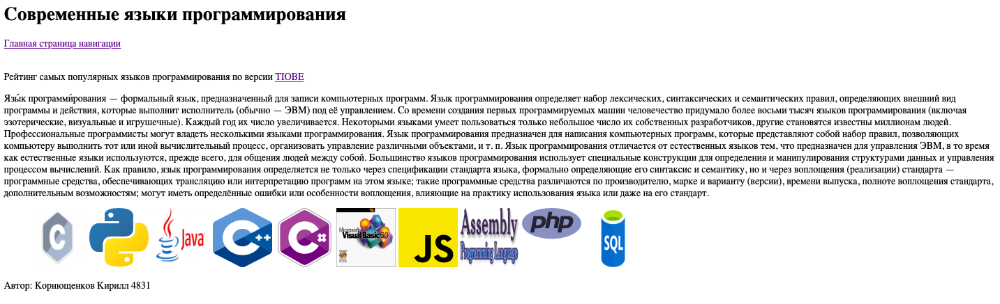 Современные языки программирования
Главная страница навигации
Рейтинг самых популярных языков программирования по версии TIOBE
Язы́к программи́рования — формальный язык, предназначенный для записи компьютерных программ. Язык программирования определяет набор лексических, синтаксических и семантических правил, определяющих внешний вид
программы и действия, которые выполнит исполнитель (обычно — ЭВМ) под её управлением. Со времени создания первых программируемых машин человечество придумало более восьми тысяч языков программирования (включая
эзотерические, визуальные и игрушечные). Каждый год их число увеличивается. Некоторыми языками умеет пользоваться только небольшое число их собственных разработчиков, другие становятся известны миллионам людей.
Профессиональные программисты могут владеть несколькими языками программирования. Язык программирования предназначен для написания компьютерных программ, которые представляют собой набор правил, позволяющих
компьютеру выполнить тот или иной вычислительный процесс, организовать управление различными объектами, и т. п. Язык программирования отличается от естественных языков тем, что предназначен для управления ЭВМ, в то время
как естественные языки используются, прежде всего, для общения людей между собой. Большинство языков программирования использует специальные конструкции для определения и манипулирования структурами данных и управления
процессом вычислений. Как правило, язык программирования определяется не только через спецификации стандарта языка, формально определяющие его синтаксис и семантику, но и через воплощения (реализации) стандарта —
программные средства, обеспечивающих трансляцию или интерпретацию программ на этом языке; такие программные средства различаются по производителю, марке и варианту (версии), времени выпуска, полноте воплощения стандарта,
дополнительным возможностям; могут иметь определённые ошибки или особенности воплощения, влияющие на практику использования языка или даже на его стандарт.
C
Java
C++
C#
Microsoft
Visual Basic 6.0
JS
Assembly
Programming Language
php
SQL
Автор: Корнющенков Кирилл 4831